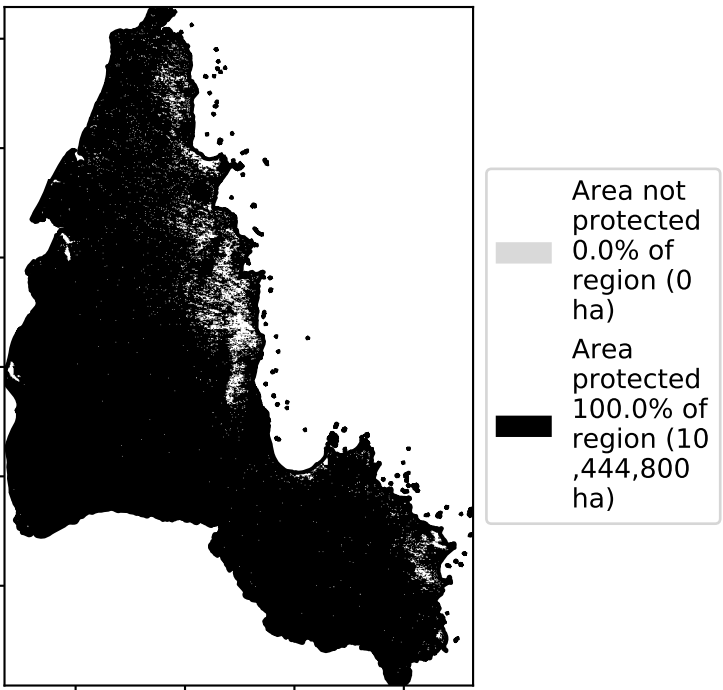 Area not
protected
0.0% of
region (0
ha)
Area
protected
100.0% of
region (10
,444,800
ha)